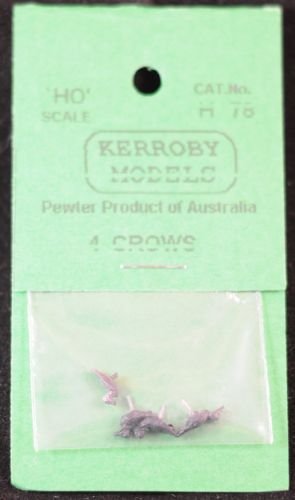 'HO'
SCALE
CAT.No.
H 78
KERROBY
MODELS
Pewter Product of Australia
4 CROWS